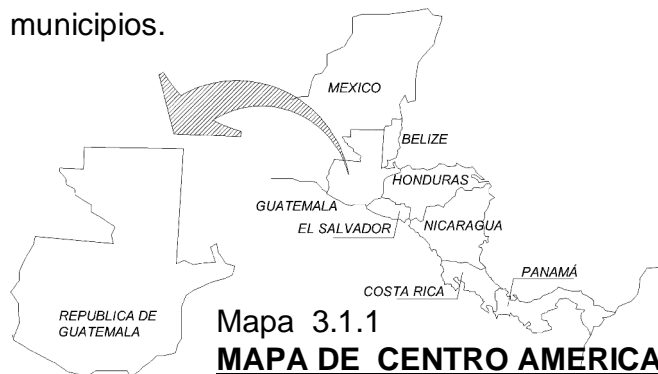 municipios.
MEXICO
BELIZE
HONDURAS
GUATEMALA
EL SALVADOR
NICARAGUA
COSTA RICA
PANAMÁ
REPUBLICA DE
GUATEMALA
Mapa 3.1.1
MAPA DE CENTRO AMERICA